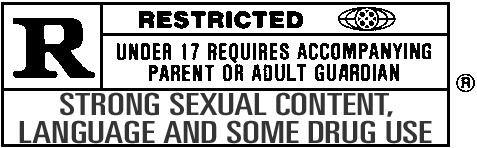 R
RESTRICTED
UNDER 17 REQUIRES ACCOMPANYING
PARENT OR ADULT GUARDIAN
®
STRONG SEXUAL CONTENT,
LANGUAGE AND SOME DRUG USE